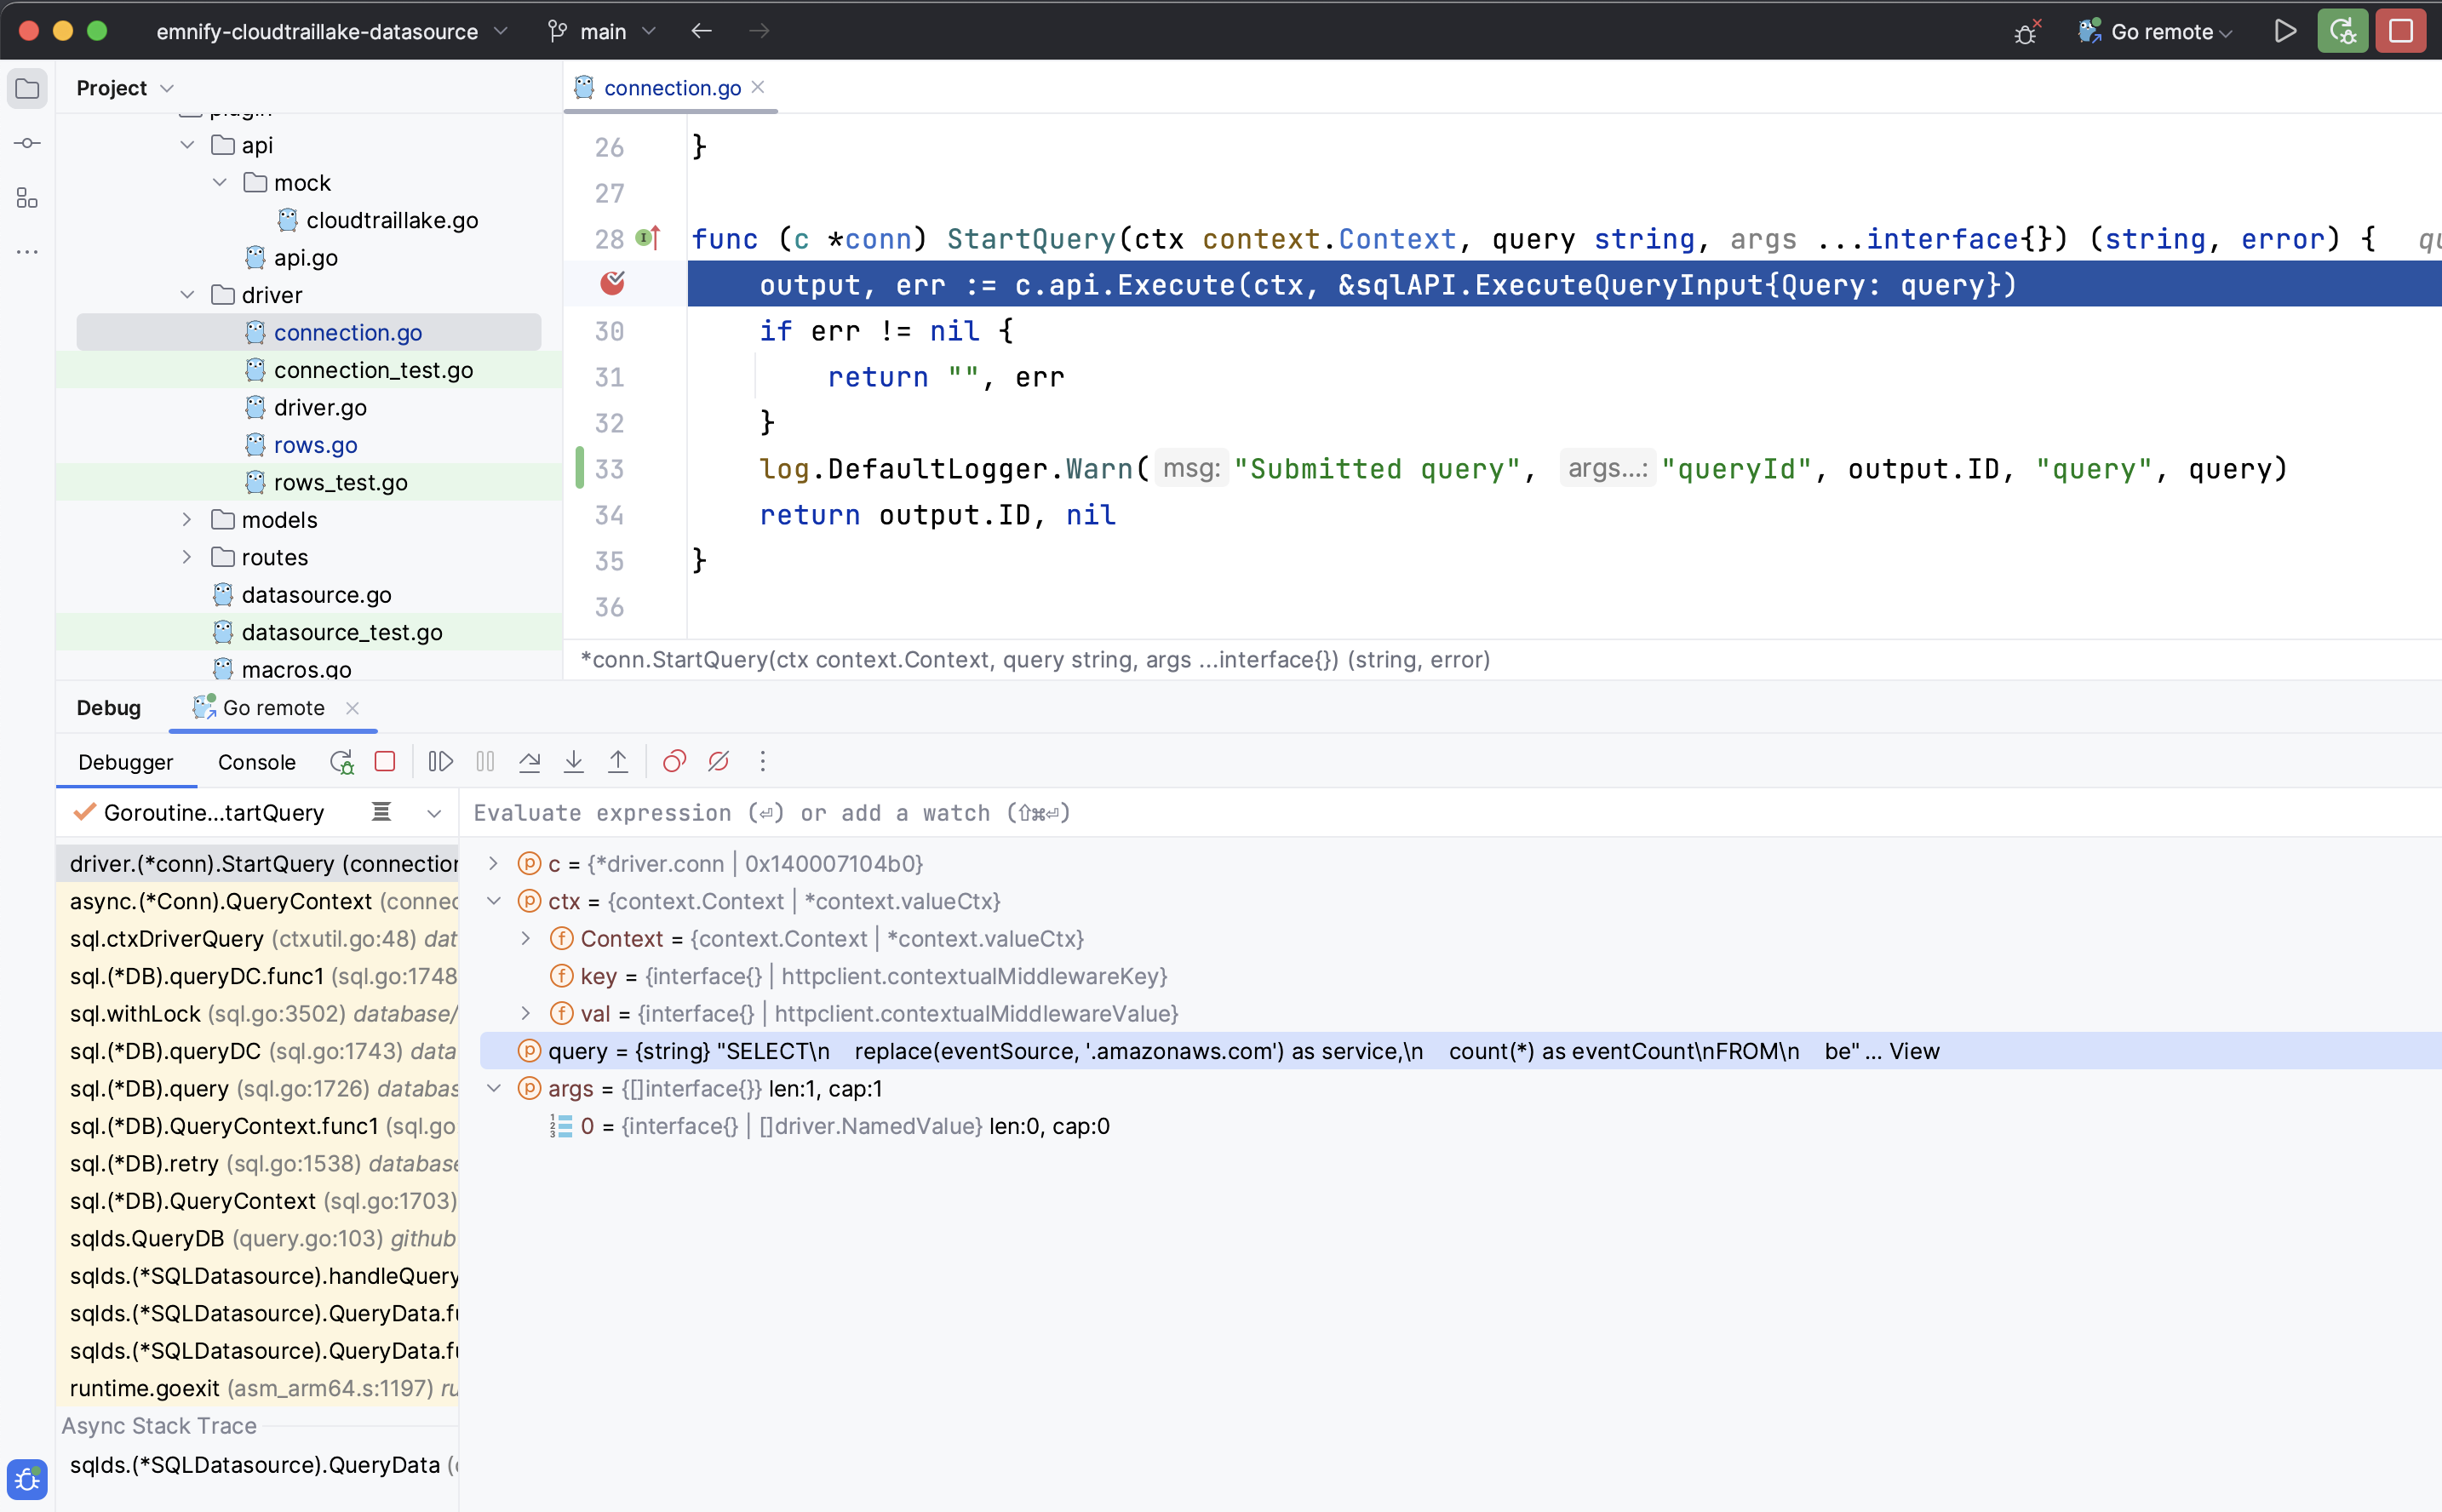 emnify-cloudtraillake-datasource main Go remote
Project
plugin
api
mock
cloudtraillake.go
api.go
driver
connection.go
connection_test.go
driver.go
rows.go
rows_test.go
models
routes
datasource.go
datasource_test.go
macros.go
connection.go
26 }
27
28 func (c *conn) StartQuery(ctx context.Context, query string, args ...interface{}) (string, error) {
output, err := c.api.Execute(ctx, &sqlAPI.ExecuteQueryInput{Query: query})
30 if err != nil {
31 return "", err
32 }
33 log.DefaultLogger.Warn( msg: "Submitted query", args...: "queryId", output.ID, "query", query)
34 return output.ID, nil
35 }
36
*conn.StartQuery(ctx context.Context, query string, args ...interface{}) (string, error)
Debug Go remote
Debugger Console
Goroutine...tartQuery
driver.(*conn).StartQuery (connection
async.(*Conn).QueryContext (connec
sql.ctxDriverQuery (ctxutil.go:48) dat
sql.(*DB).queryDC.func1 (sql.go:1748
sql.withLock (sql.go:3502) database/
sql.(*DB).queryDC (sql.go:1743) data
sql.(*DB).query (sql.go:1726) databas
sql.(*DB).QueryContext.func1 (sql.go
sql.(*DB).retry (sql.go:1538) database
sql.(*DB).QueryContext (sql.go:1703)
sqlds.QueryDB (query.go:103) github
sqlds.(*SQLDatasource).handleQuery
sqlds.(*SQLDatasource).QueryData.fu
sqlds.(*SQLDatasource).QueryData.fu
runtime.goexit (asm_arm64.s:1197) ru
Async Stack Trace
sqlds.(*SQLDatasource).QueryData (
Evaluate expression (⏎) or add a watch (⇧⌘⏎)
c = {*driver.conn | 0x140007104b0}
ctx = {context.Context | *context.valueCtx}
Context = {context.Context | *context.valueCtx}
key = {interface{} | httpclient.contextualMiddlewareKey}
val = {interface{} | httpclient.contextualMiddlewareValue}
query = {string} "SELECT\n    replace(eventSource, '.amazonaws.com') as service,\n    count(*) as eventCount\nFROM\n    be" ... View
args = {[]interface{}} len:1, cap:1
0 = {interface{} | []driver.NamedValue} len:0, cap:0